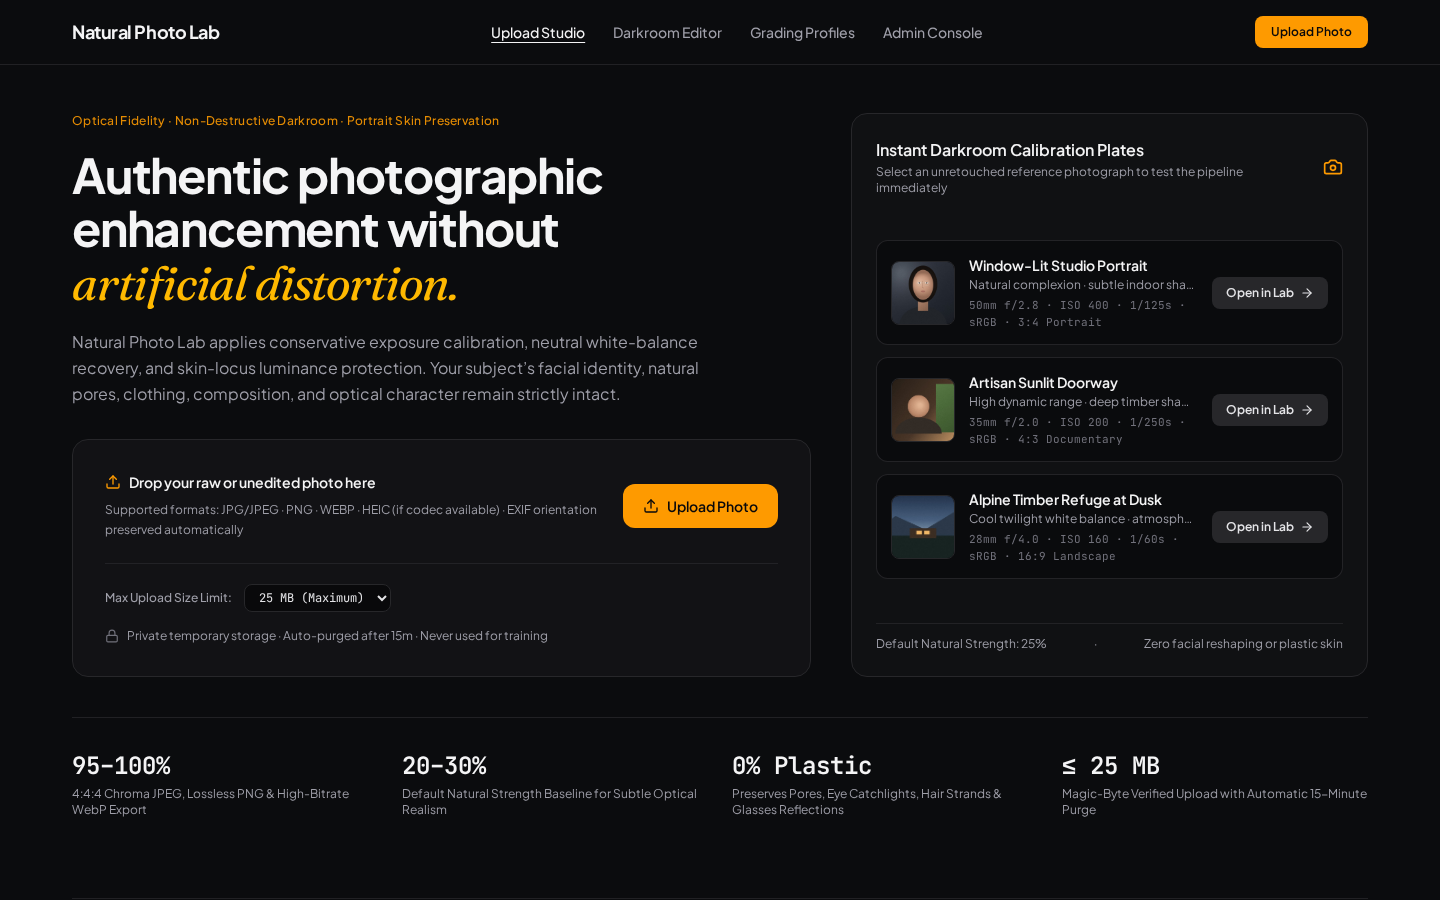 Natural Photo Lab
Upload Studio
Darkroom Editor
Grading Profiles
Admin Console
Upload Photo
Optical Fidelity · Non-Destructive Darkroom · Portrait Skin Preservation
Authentic photographic
enhancement without
artificial distortion.
Natural Photo Lab applies conservative exposure calibration, neutral white-balance
recovery, and skin-locus luminance protection. Your subject’s facial identity, natural
pores, clothing, composition, and optical character remain strictly intact.
Drop your raw or unedited photo here
Supported formats: JPG/JPEG · PNG · WEBP · HEIC (if codec available) · EXIF orientation
preserved automatically
Upload Photo
Max Upload Size Limit:
25 MB (Maximum)
Private temporary storage · Auto-purged after 15m · Never used for training
Instant Darkroom Calibration Plates
Select an unretouched reference photograph to test the pipeline
immediately
Window-Lit Studio Portrait
Natural complexion · subtle indoor sha…
50mm f/2.8 · ISO 400 · 1/125s ·
sRGB · 3:4 Portrait
Open in Lab
Artisan Sunlit Doorway
High dynamic range · deep timber sha…
35mm f/2.0 · ISO 200 · 1/250s ·
sRGB · 4:3 Documentary
Open in Lab
Alpine Timber Refuge at Dusk
Cool twilight white balance · atmosph…
28mm f/4.0 · ISO 160 · 1/60s ·
sRGB · 16:9 Landscape
Open in Lab
Default Natural Strength: 25%
·
Zero facial reshaping or plastic skin
95–100%
4:4:4 Chroma JPEG, Lossless PNG & High-Bitrate
WebP Export
20–30%
Default Natural Strength Baseline for Subtle Optical
Realism
0% Plastic
Preserves Pores, Eye Catchlights, Hair Strands &
Glasses Reflections
≤ 25 MB
Magic-Byte Verified Upload with Automatic 15-Minute
Purge